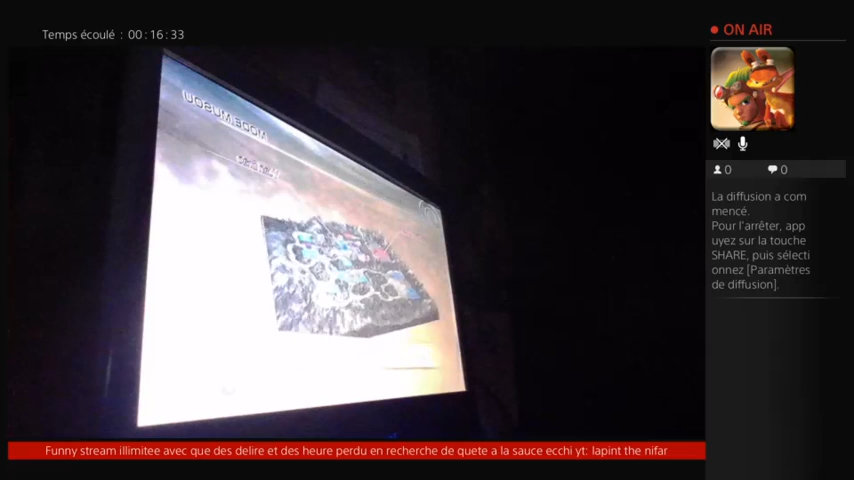 Temps écoulé : 00:16:33
ON AIR
0 0
La diffusion a com
mencé.
Pour l'arrêter, app
uyez sur la touche
SHARE, puis sélecti
onnez [Paramètres
de diffusion].
Funny stream illimitee avec que des delire et des heure perdu en recherche de quete a la sauce ecchi yt: lapint the nifar